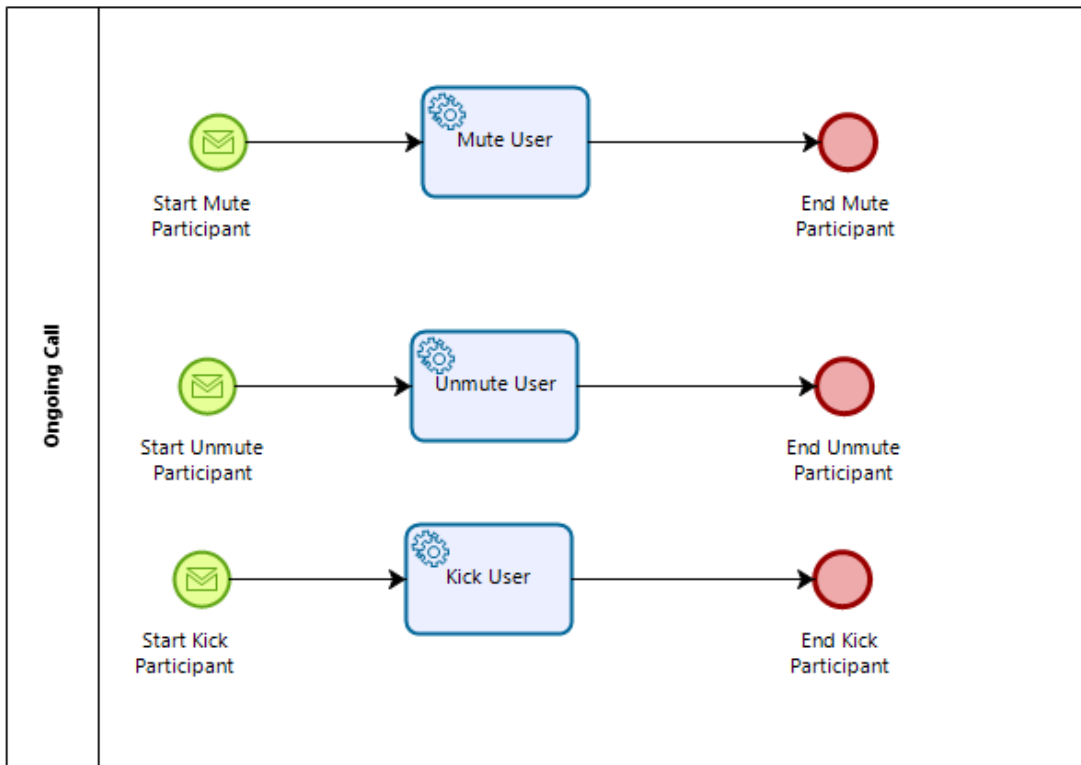 Ongoing Call
Mute User
Start Mute
Participant
End Mute
Participant
Unmute User
Start Unmute
Participant
End Unmute
Participant
Kick User
Start Kick
Participant
End Kick
Participant